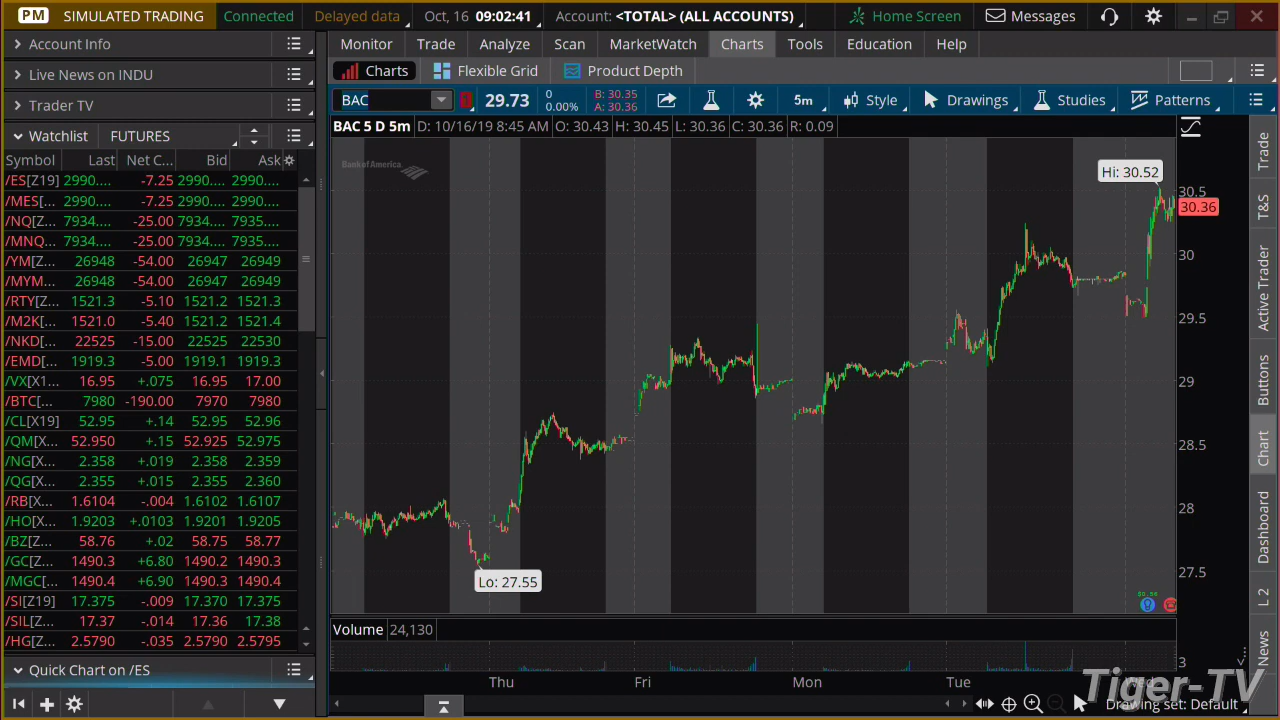 PM SIMULATED TRADING Connected Delayed data Oct, 16 09:02:41 Account: <TOTAL> (ALL ACCOUNTS) Home Screen Messages
Account Info
Live News on INDU
Trader TV
Watchlist FUTURES
Symbol Last Net C... Bid Ask
/ES[Z19] 2990.... -7.25 2990.... 2990....
/MES[... 2990.... -7.25 2990.... 2990....
/NQ[Z... 7934.... -25.00 7934.... 7935....
/MNQ... 7934.... -25.00 7934.... 7935....
/YM[Z... 26948 -54.00 26947 26949
/MYM... 26948 -54.00 26947 26949
/RTY[Z... 1521.3 -5.10 1521.2 1521.3
/M2K... 1521.0 -5.40 1521.2 1521.4
/NKD[... 22525 -15.00 22525 22530
/EMD[... 1919.3 -5.00 1919.1 1919.3
/VX[X1... 16.95 +.075 16.95 17.00
/BTC[... 7980 -190.00 7970 7980
/CL[X19] 52.95 +.14 52.95 52.96
/QM[... 52.950 +.15 52.925 52.975
/NG[X... 2.358 +.019 2.358 2.359
/QG[X... 2.355 +.015 2.355 2.360
/RB[X... 1.6104 -.004 1.6102 1.6107
/HO[X... 1.9203 +.0103 1.9201 1.9205
/BZ[Z... 58.76 +.02 58.75 58.77
/GC[Z... 1490.3 +6.80 1490.2 1490.3
/MGC[... 1490.4 +6.90 1490.3 1490.4
/SI[Z19] 17.375 -.009 17.370 17.375
/SIL[Z... 17.37 -.014 17.36 17.38
/HG[Z... 2.5790 -.035 2.5790 2.5795
Quick Chart on /ES
Monitor Trade Analyze Scan MarketWatch Charts Tools Education Help
Charts Flexible Grid Product Depth
BAC 29.73 0 0.00% B: 30.35 A: 30.36 5m Style Drawings Studies Patterns
BAC 5 D 5m D: 10/16/19 8:45 AM O: 30.43 H: 30.45 L: 30.36 C: 30.36 R: 0.09
Bank of America
Hi: 30.52
30.5
30.36
30
29.5
29
28.5
28
27.5
Lo: 27.55
$0.56
Volume 24,130
3
Thu Fri Mon Tue Wed
Drawing set: Default
Tiger-TV
Trade
T&S
Active Trader
Buttons
Chart
Dashboard
L 2
News